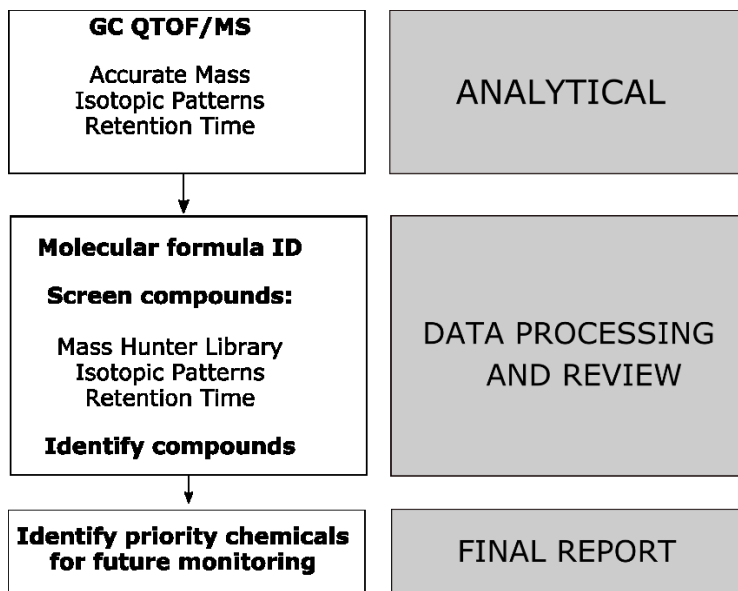 GC QTOF/MS
Accurate Mass
Isotopic Patterns
Retention Time
ANALYTICAL
Molecular formula ID
Screen compounds:
Mass Hunter Library
Isotopic Patterns
Retention Time
Identify compounds
DATA PROCESSING
AND REVIEW
Identify priority chemicals
for future monitoring
FINAL REPORT